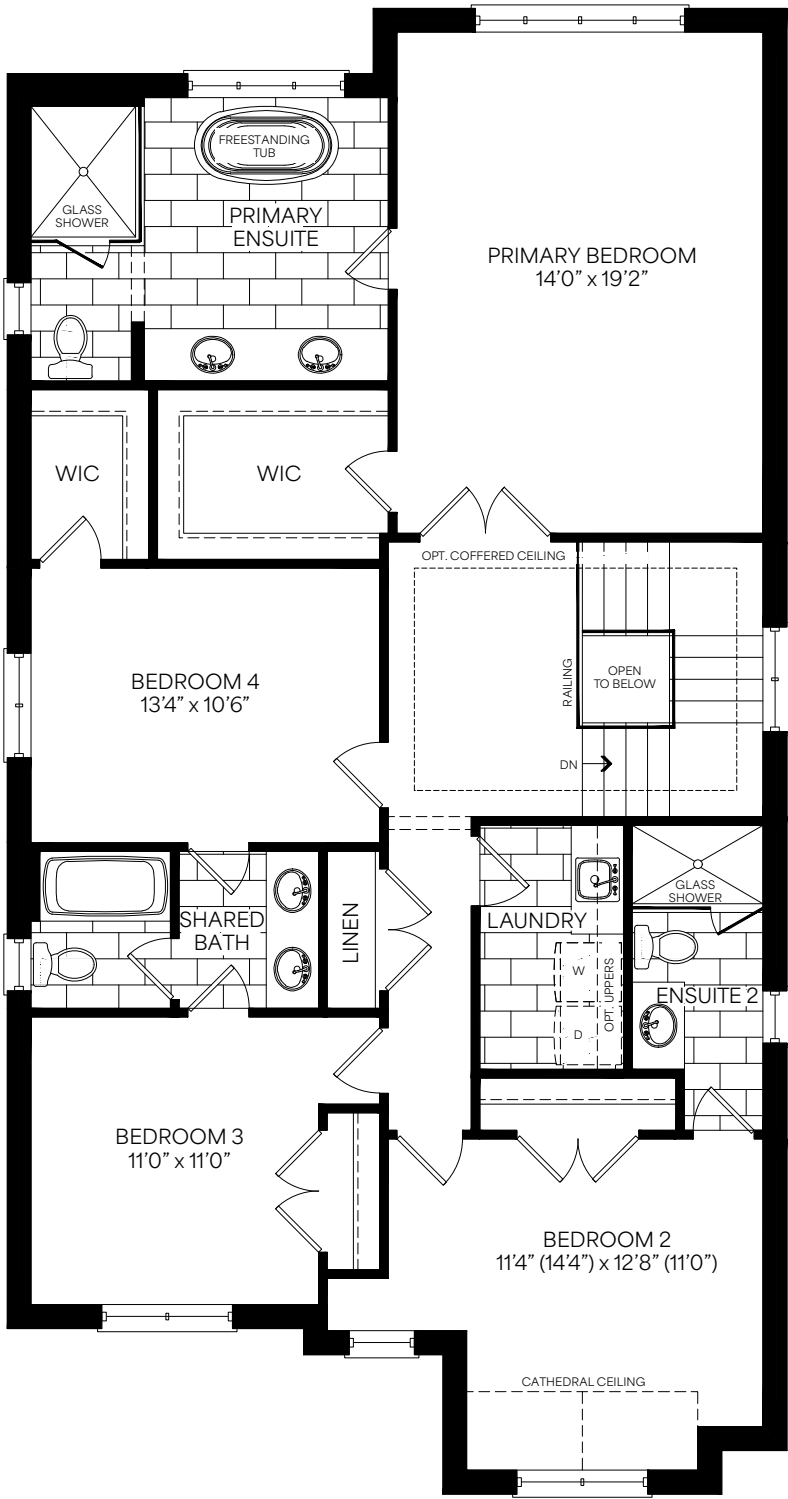 FREESTANDING
TUB
GLASS
SHOWER
PRIMARY
ENSUITE
PRIMARY BEDROOM
14’0” x 19’2”
WIC
WIC
OPT. COFFERED CEILING
BEDROOM 4
13’4” x 10’6”
RAILING
OPEN
TO BELOW
DN
SHARED
BATH
LINEN
LAUNDRY
GLASS
SHOWER
W
D
OPT. UPPERS
ENSUITE 2
BEDROOM 3
11’0” x 11’0”
BEDROOM 2
11’4” (14’4”) x 12’8” (11’0”)
CATHEDRAL CEILING